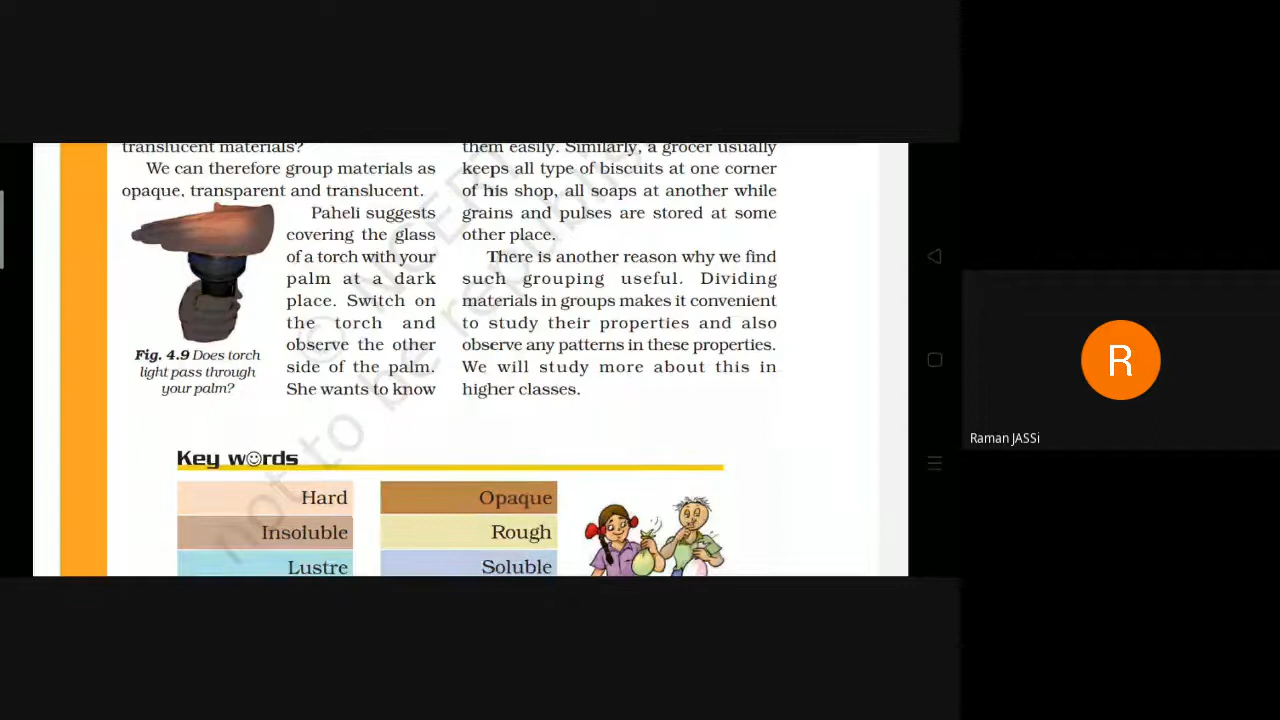 translucent materials?
We can therefore group materials as
opaque, transparent and translucent.
Paheli suggests
covering the glass
of a torch with your
palm at a dark
place. Switch on
the torch and
observe the other
side of the palm.
She wants to know
Fig. 4.9 Does torch
light pass through
your palm?
them easily. Similarly, a grocer usually
keeps all type of biscuits at one corner
of his shop, all soaps at another while
grains and pulses are stored at some
other place.
There is another reason why we find
such grouping useful. Dividing
materials in groups makes it convenient
to study their properties and also
observe any patterns in these properties.
We will study more about this in
higher classes.
Key words
Hard
Insoluble
Lustre
Opaque
Rough
Soluble
© NCERT
not to be republis
R
Raman JASSi